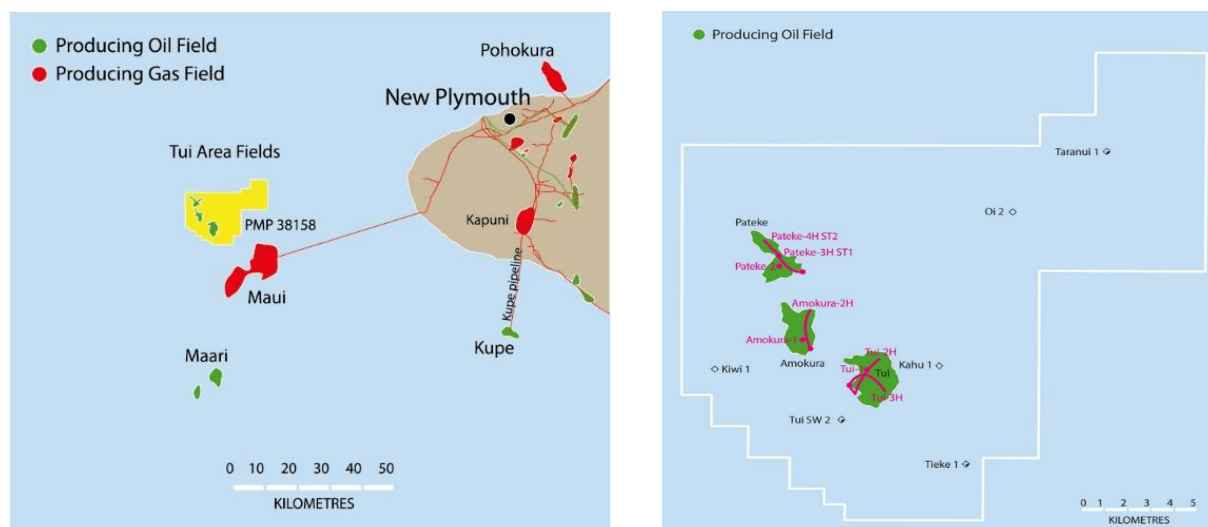 Producing Oil Field
Producing Gas Field
Pohokura
New Plymouth
Tui Area Fields
PMP 38158
Kapuni
Maui
Kupe pipeline
Kupe
Maari
0 10 20 30 40 50
KILOMETRES
Producing Oil Field
Taranui 1
Oi 2
Pateke
Pateke-4H ST2
Pateke-3H ST1
Pateke-2
Amokura-2H
Amokura-1
Amokura
Kiwi 1
Tui-2H
Kahu 1
Tui-
Tui
Tui-3H
Tui SW 2
Tieke 1
0 1 2 3 4 5
KILOMETRES